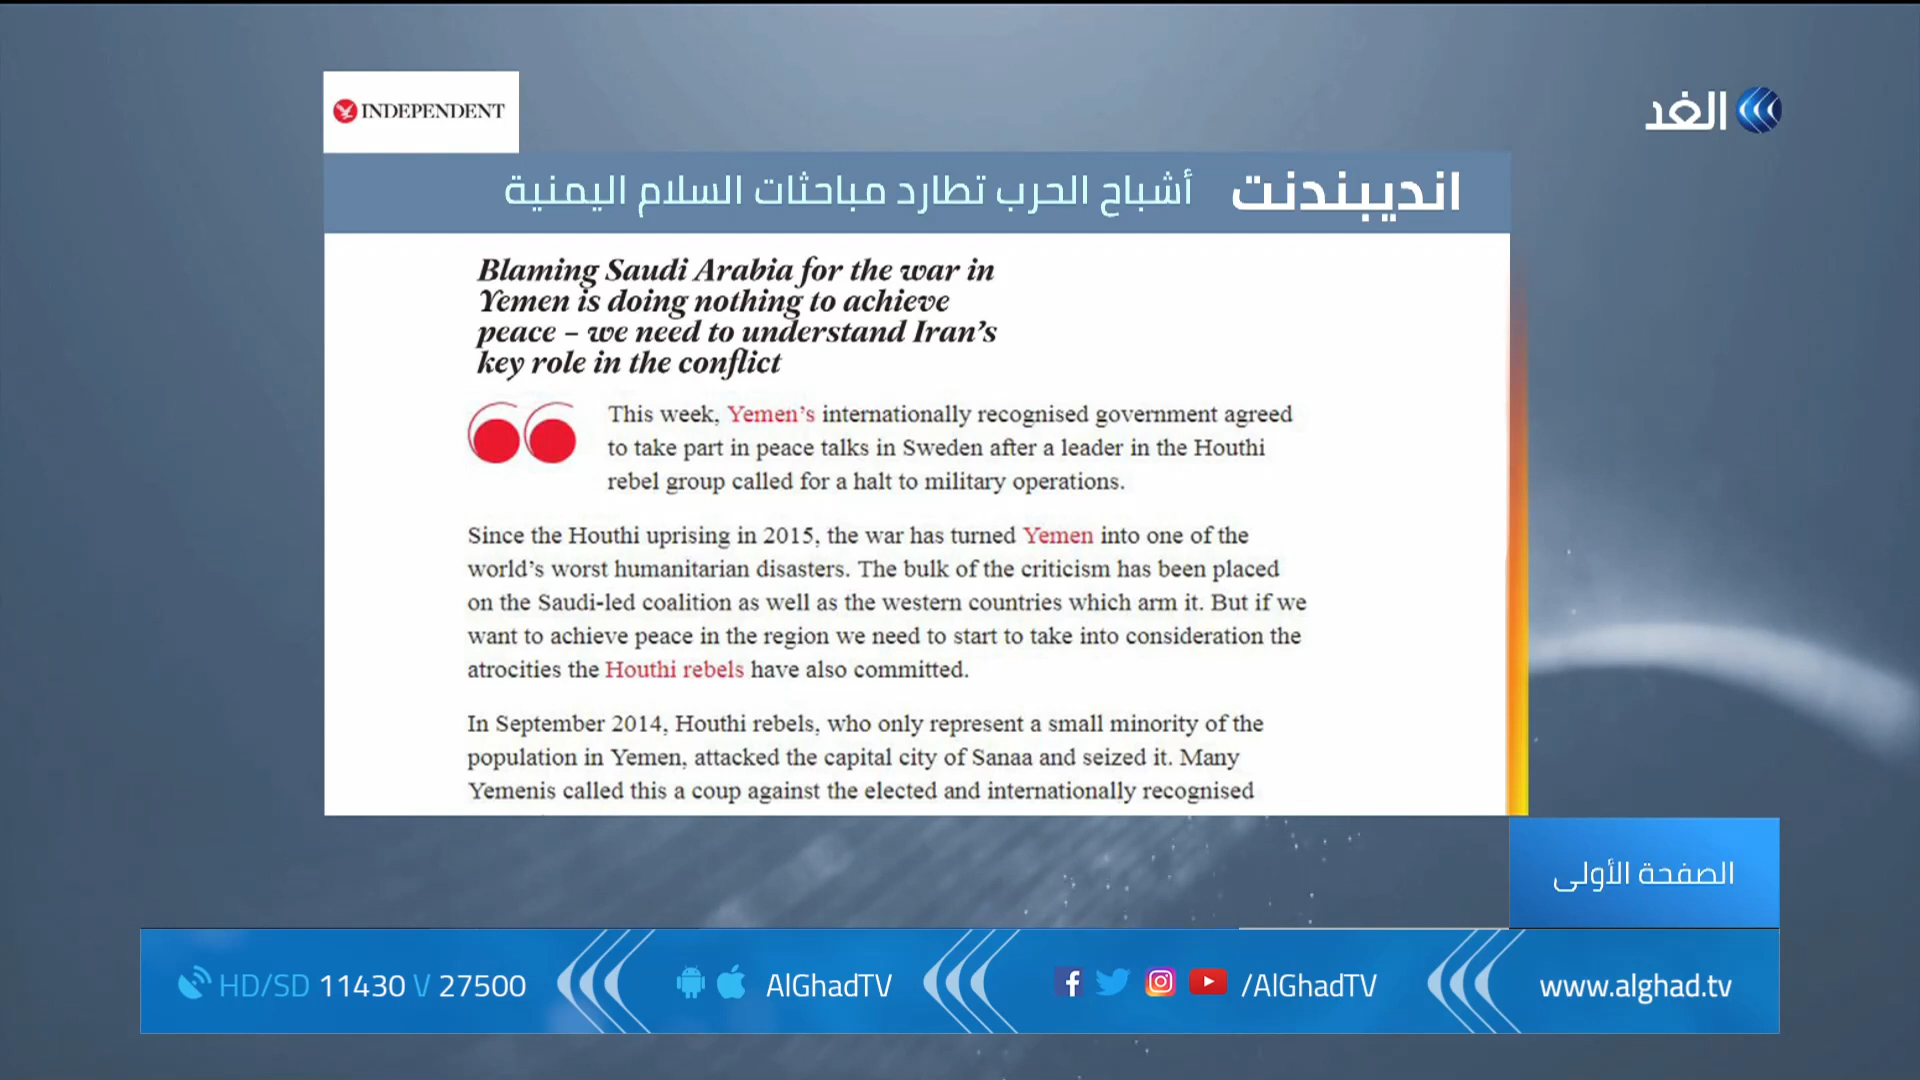 INDEPENDENT
الغد
اندیبندنت أشباح الحرب تطارد مباحثات السلام اليمنية
Blaming Saudi Arabia for the war in
Yemen is doing nothing to achieve
peace – we need to understand Iran's
key role in the conflict
This week, Yemen's internationally recognised government agreed
to take part in peace talks in Sweden after a leader in the Houthi
rebel group called for a halt to military operations.
Since the Houthi uprising in 2015, the war has turned Yemen into one of the
world's worst humanitarian disasters. The bulk of the criticism has been placed
on the Saudi-led coalition as well as the western countries which arm it. But if we
want to achieve peace in the region we need to start to take into consideration the
atrocities the Houthi rebels have also committed.
In September 2014, Houthi rebels, who only represent a small minority of the
population in Yemen, attacked the capital city of Sanaa and seized it. Many
Yemenis called this a coup against the elected and internationally recognised
الصفحة الأولى
HD/SD 11430 V 27500 AlGhadTV /AlGhadTV www.alghad.tv